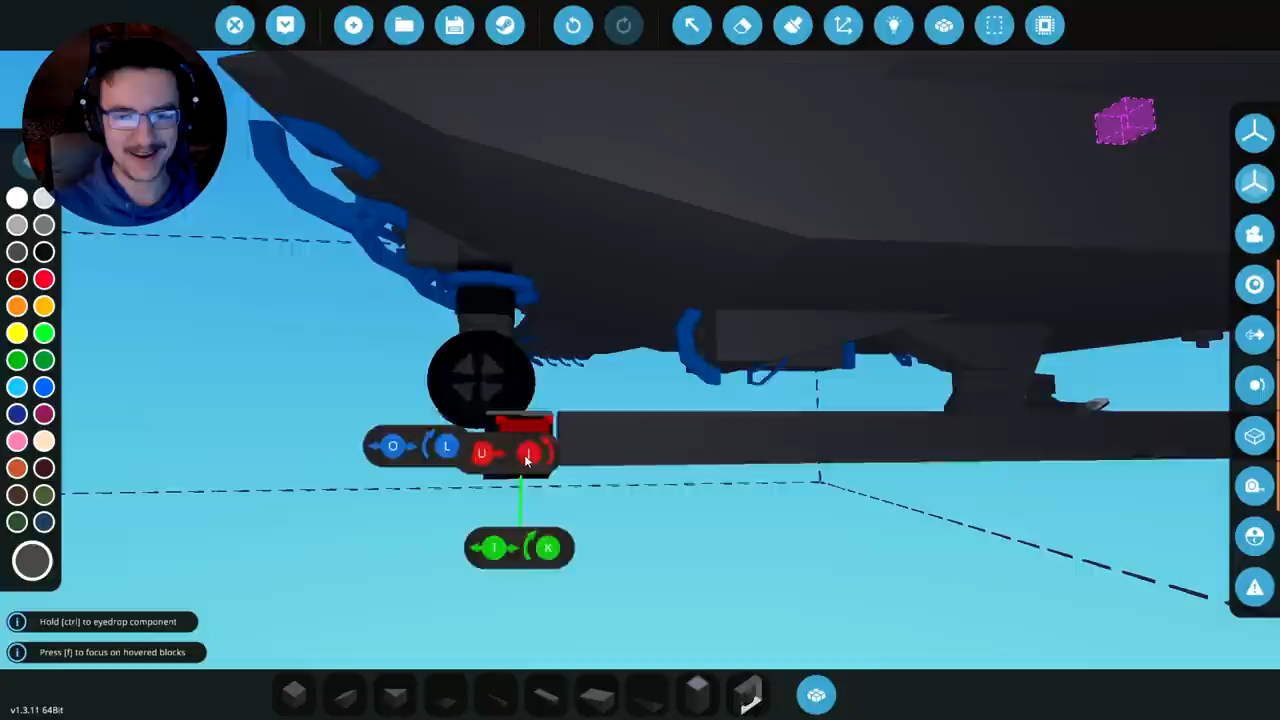 O L U J
T K
Hold [ctrl] to eyedrop component
Press [f] to focus on hovered blocks
v1.3.11 64Bit